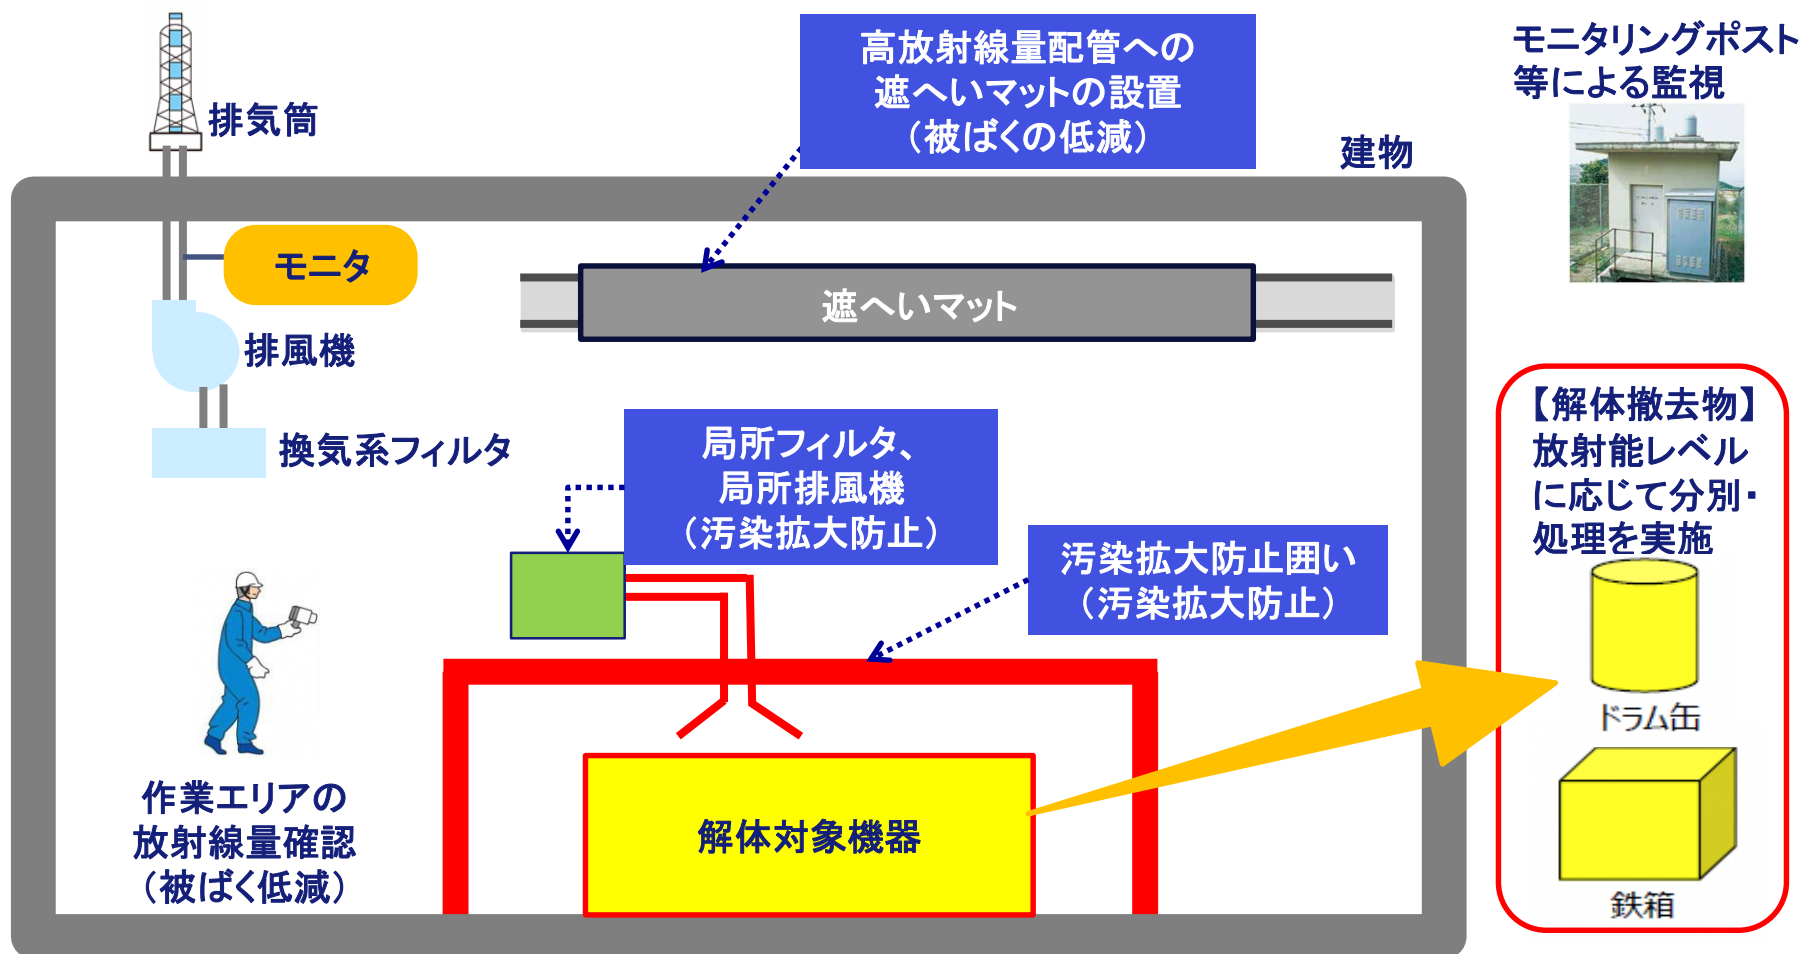 高放射線量配管への
遮へいマットの設置
（被ばくの低減）
モニタリングポスト
等による監視
排気筒
建物
モニタ
遮へいマット
排風機
換気系フィルタ
局所フィルタ、
局所排風機
（汚染拡大防止）
汚染拡大防止囲い
（汚染拡大防止）
【解体撤去物】
放射能レベル
に応じて分別・
処理を実施
ドラム缶
鉄箱
作業エリアの
放射線量確認
（被ばく低減）
解体対象機器